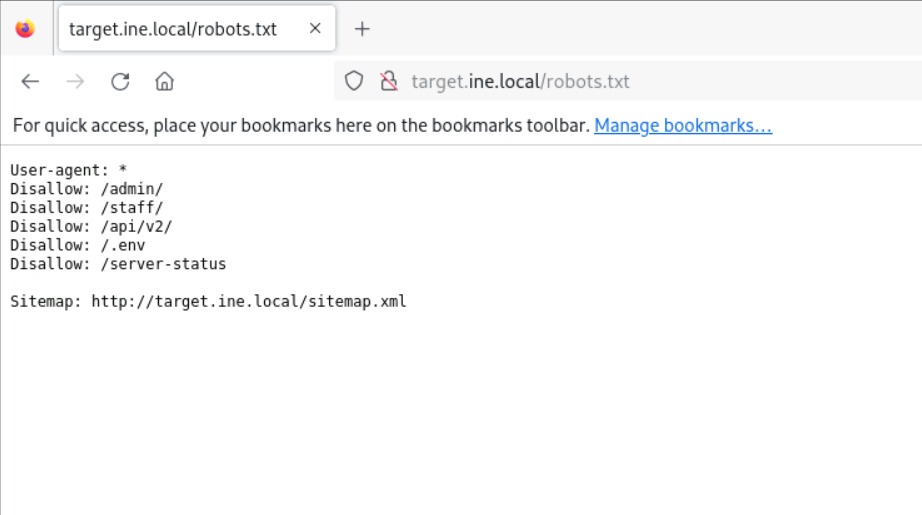 target.ine.local/robots.txt
target.ine.local/robots.txt
For quick access, place your bookmarks here on the bookmarks toolbar. Manage bookmarks…
User-agent: *
Disallow: /admin/
Disallow: /staff/
Disallow: /api/v2/
Disallow: /.env
Disallow: /server-status
Sitemap: http://target.ine.local/sitemap.xml